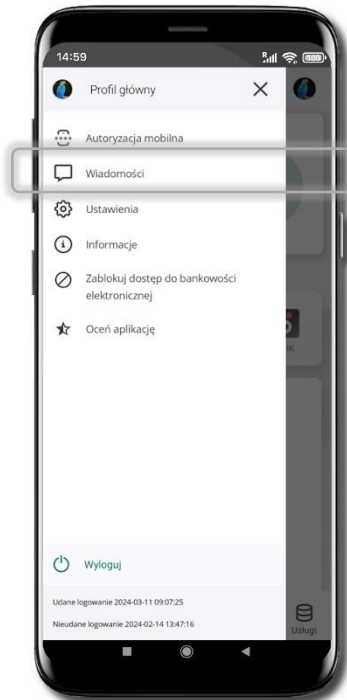 14:59
Profil główny
Autoryzacja mobilna
Wiadomości
Ustawienia
Informacje
Zablokuj dostęp do bankowości
elektronicznej
Oceń aplikację
Wyloguj
Udane logowanie 2024-03-11 09:07:25
Nieudane logowanie 2024-02-14 13:47:16
Usługi